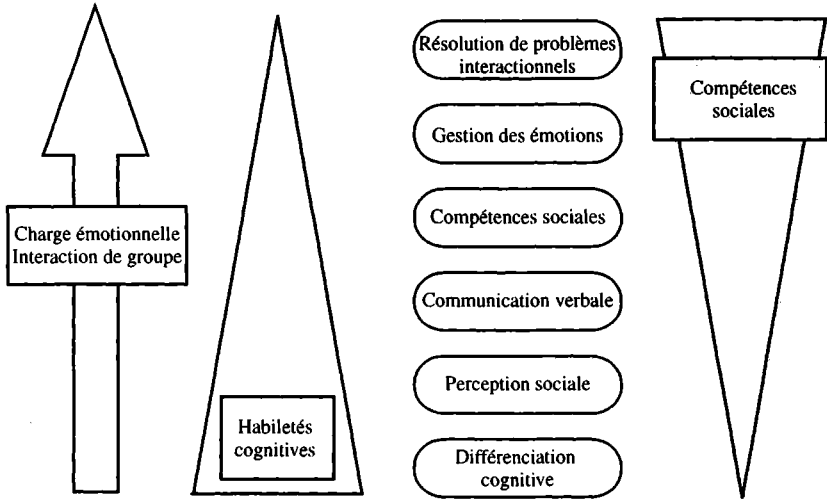 Charge émotionnelle
Interaction de groupe
Habiletés
cognitives
Résolution de problèmes
interactionnels
Gestion des émotions
Compétences sociales
Communication verbale
Perception sociale
Différenciation
cognitive
Compétences
sociales